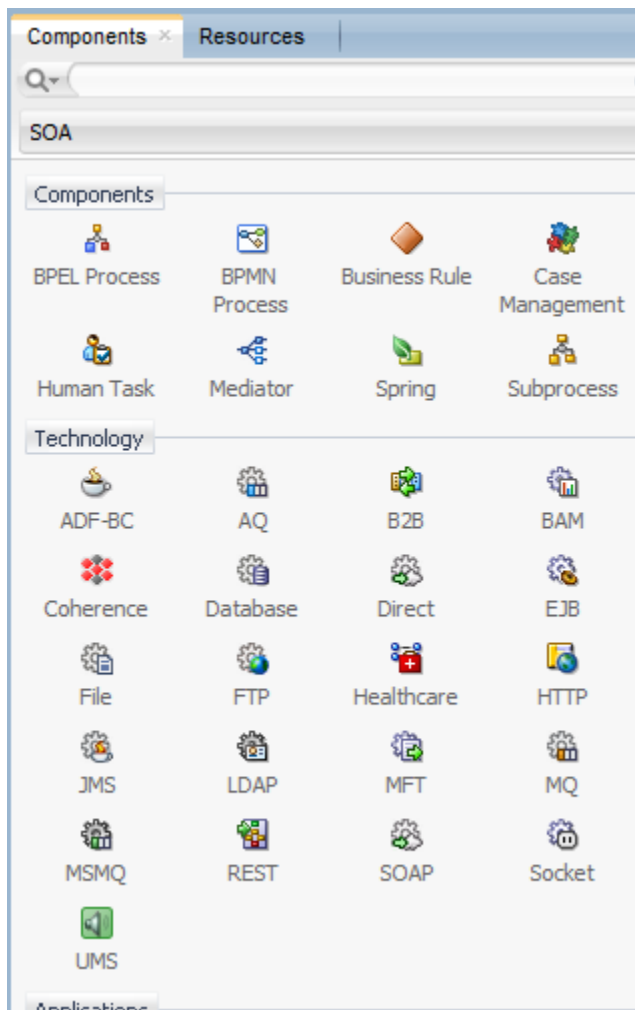 Components Resources
SOA
Components
BPEL Process BPMN Process Business Rule Case Management
Human Task Mediator Spring Subprocess
Technology
ADF-BC AQ B2B BAM
Coherence Database Direct EJB
File FTP Healthcare HTTP
JMS LDAP MFT MQ
MSMQ REST SOAP Socket
UMS
Applications